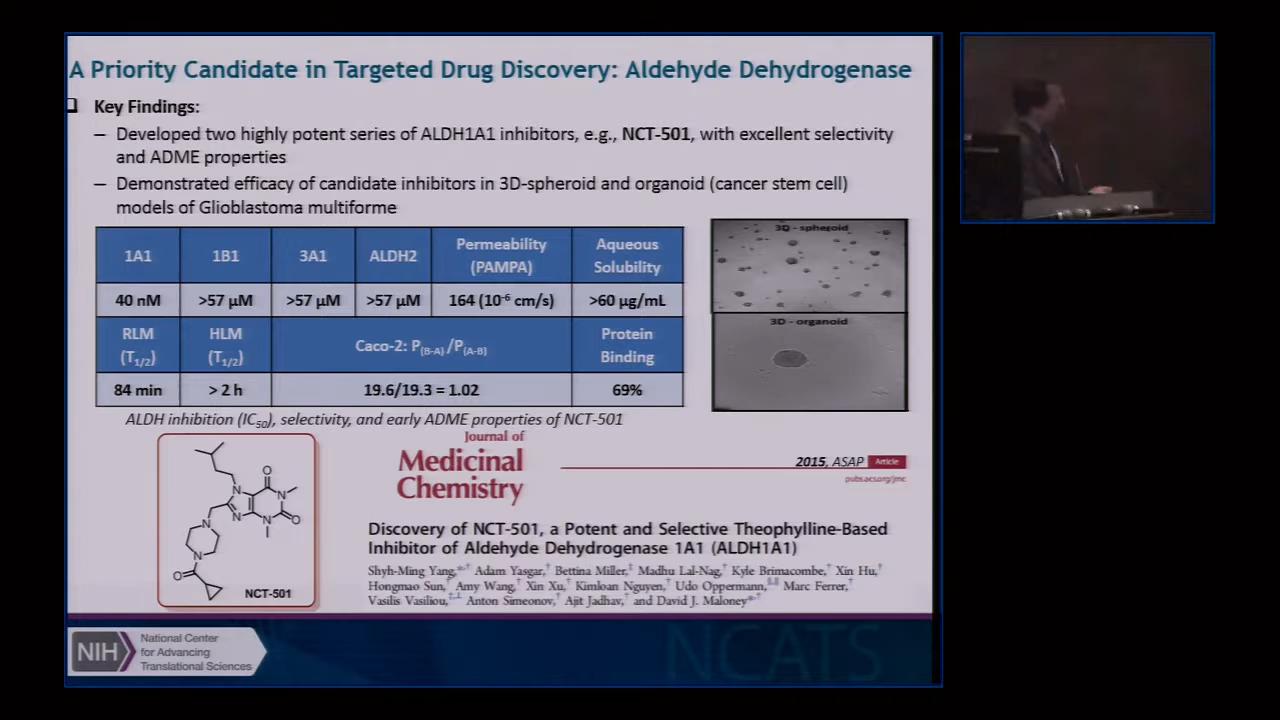 A Priority Candidate in Targeted Drug Discovery: Aldehyde Dehydrogenase
Key Findings:
– Developed two highly potent series of ALDH1A1 inhibitors, e.g., NCT-501, with excellent selectivity
and ADME properties
– Demonstrated efficacy of candidate inhibitors in 3D-spheroid and organoid (cancer stem cell)
models of Glioblastoma multiforme
1A1 1B1 3A1 ALDH2 Permeability (PAMPA) Aqueous Solubility
40 nM >57 µM >57 µM >57 µM 164 (10-6 cm/s) >60 µg/mL
RLM (T1/2) HLM (T1/2) Caco-2: P(B-A)/P(A-B) Protein Binding
84 min > 2 h 19.6/19.3 = 1.02 69%
ALDH inhibition (IC50), selectivity, and early ADME properties of NCT-501
3D - spheroid
3D - organoid
O
N
N
N
N
O
N
N
O
NCT-501
Journal of
Medicinal
Chemistry
2015, ASAP Article
pubs.acs.org/jmc
Discovery of NCT-501, a Potent and Selective Theophylline-Based
Inhibitor of Aldehyde Dehydrogenase 1A1 (ALDH1A1)
Shyh-Ming Yang, Adam Yasgar, Bettina Miller, Madhu Lal-Nag, Kyle Brimacombe, Xin Hu,
Hongmao Sun, Amy Wang, Xin Xu, Kimloan Nguyen, Udo Oppermann, Marc Ferrer,
Vasilis Vasiliou, Anton Simeonov, Ajit Jadhav, and David J. Maloney
NIH
National Center
for Advancing
Translational Sciences
NCATS